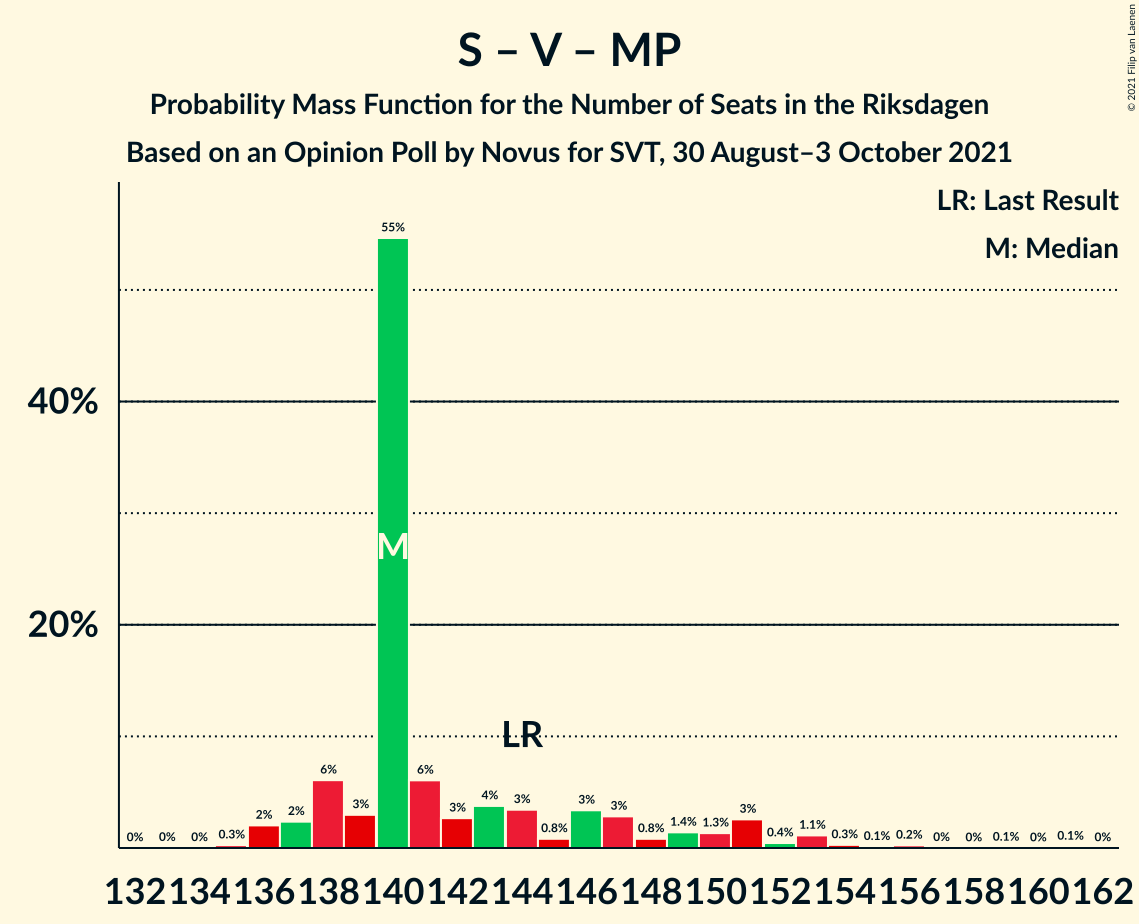 S – V – MP
Probability Mass Function for the Number of Seats in the Riksdagen
Based on an Opinion Poll by Novus for SVT, 30 August–3 October 2021
© 2021 Filip van Laenen
LR: Last Result
M: Median
40%
20%
0% 0% 0% 0.3% 2% 2% 6% 3% 55% 6% 3% 4% 3% 0.8% 3% 3% 0.8% 1.4% 1.3% 3% 0.4% 1.1% 0.3% 0.1% 0.2% 0% 0% 0.1% 0% 0.1% 0%
M
LR
132 134 136 138 140 142 144 146 148 150 152 154 156 158 160 162